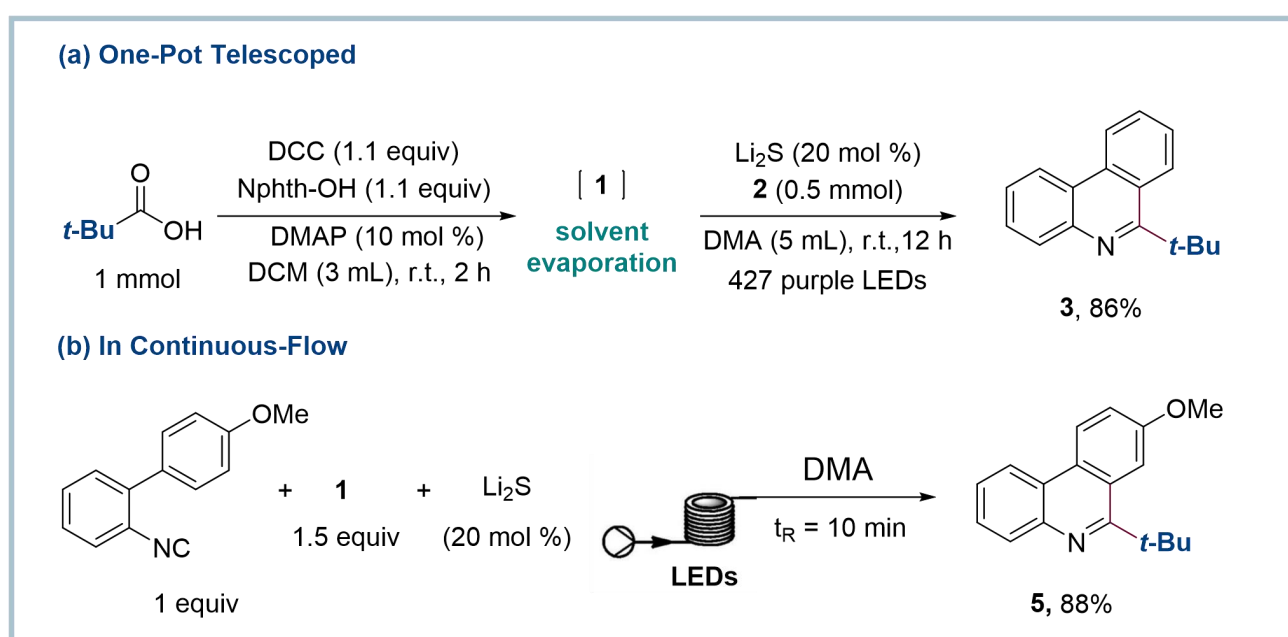 (a) One-Pot Telescoped
O
t-Bu
OH
1 mmol
DCC (1.1 equiv)
Nphth-OH (1.1 equiv)
DMAP (10 mol %)
DCM (3 mL), r.t., 2 h
[ 1 ]
solvent
evaporation
Li₂S (20 mol %)
2 (0.5 mmol)
DMA (5 mL), r.t.,12 h
427 purple LEDs
N
t-Bu
3, 86%
(b) In Continuous-Flow
OMe
NC
1 equiv
+
1
1.5 equiv
+
Li₂S
(20 mol %)
LEDs
DMA
tR = 10 min
OMe
N
t-Bu
5, 88%